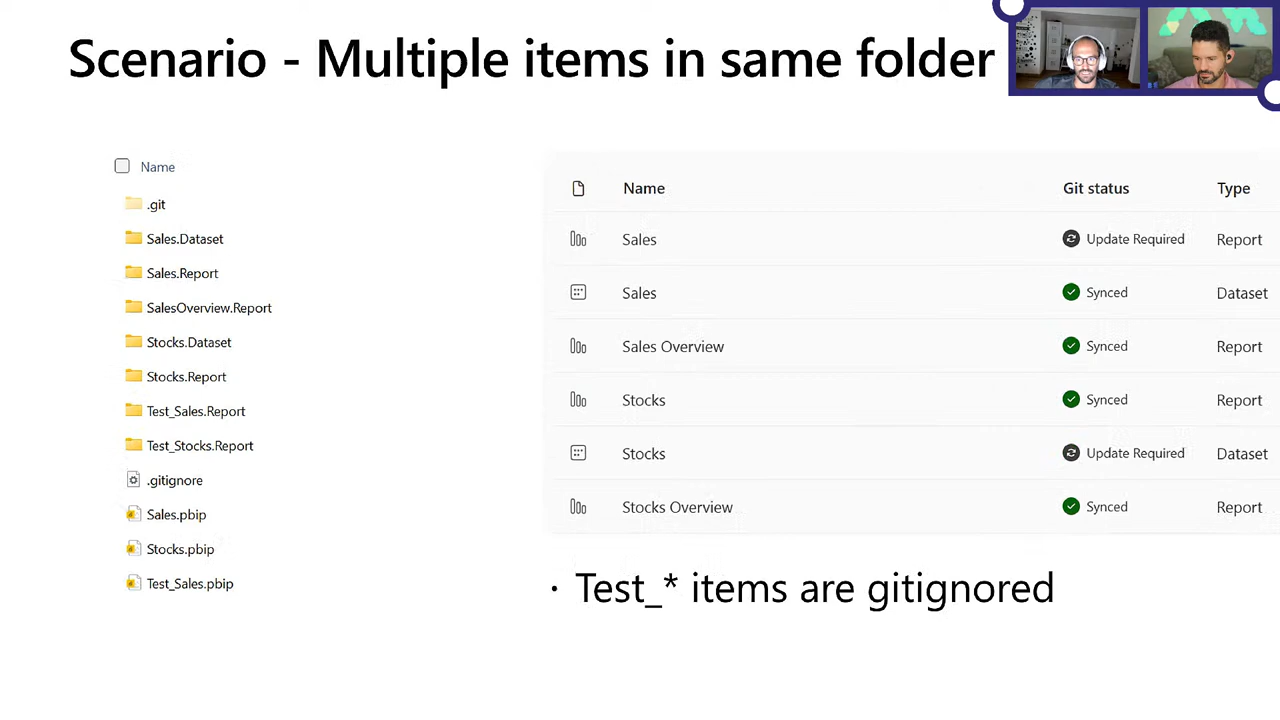 Scenario - Multiple items in same folder
Name
.git
Sales.Dataset
Sales.Report
SalesOverview.Report
Stocks.Dataset
Stocks.Report
Test_Sales.Report
Test_Stocks.Report
.gitignore
Sales.pbip
Stocks.pbip
Test_Sales.pbip
Name Git status Type
Sales Update Required Report
Sales Synced Dataset
Sales Overview Synced Report
Stocks Synced Report
Stocks Update Required Dataset
Stocks Overview Synced Report
· Test_* items are gitignored